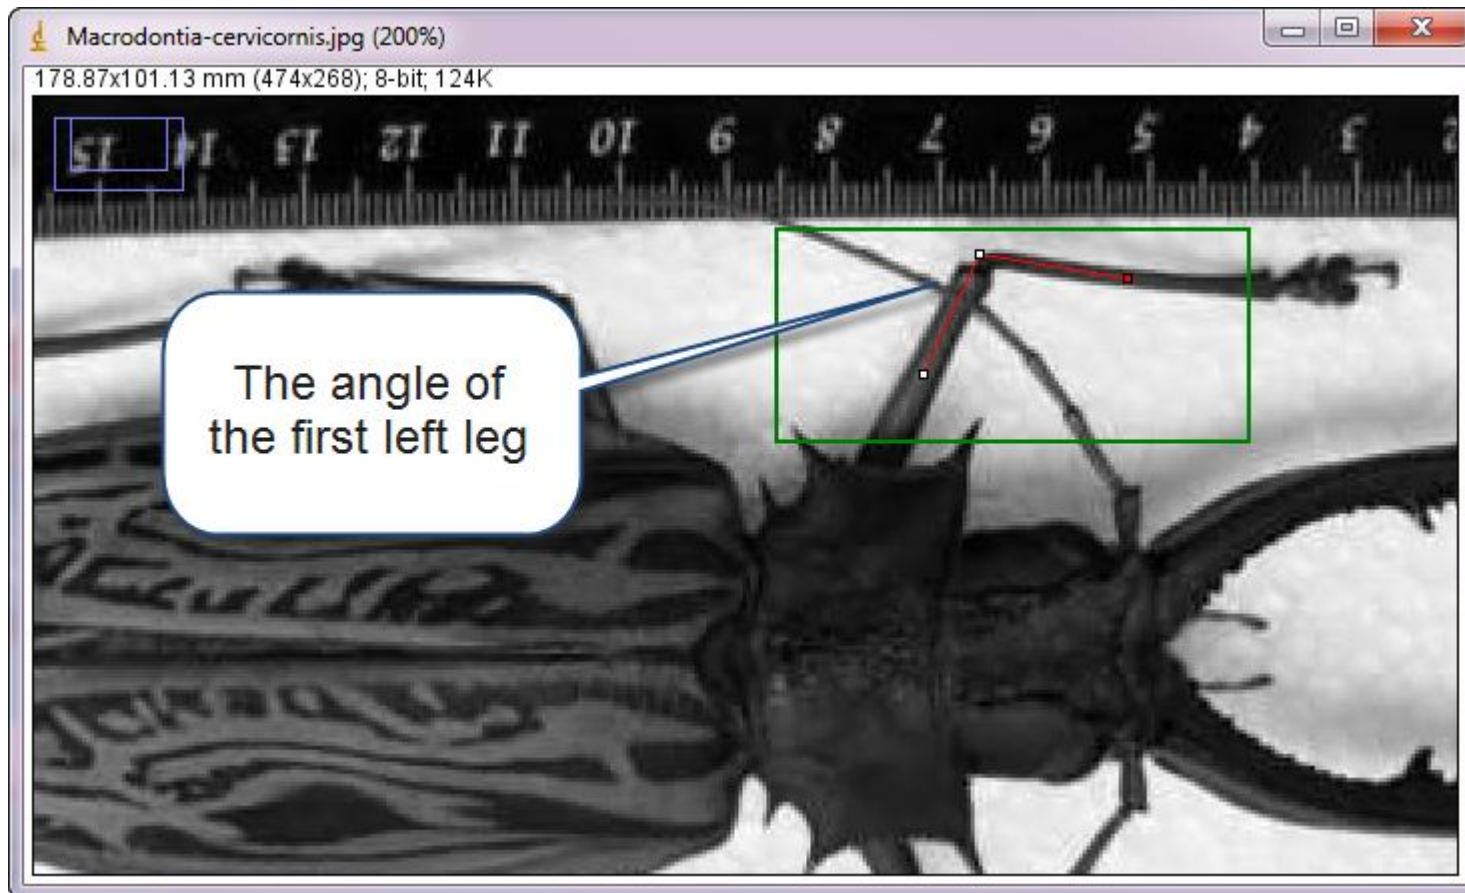 Macrodontia-cervicornis.jpg (200%)
178.87x101.13 mm (474x268); 8-bit; 124K
15 14 13 12 11 10 9 8 7 6 5 4 3 2
The angle of
the first left leg